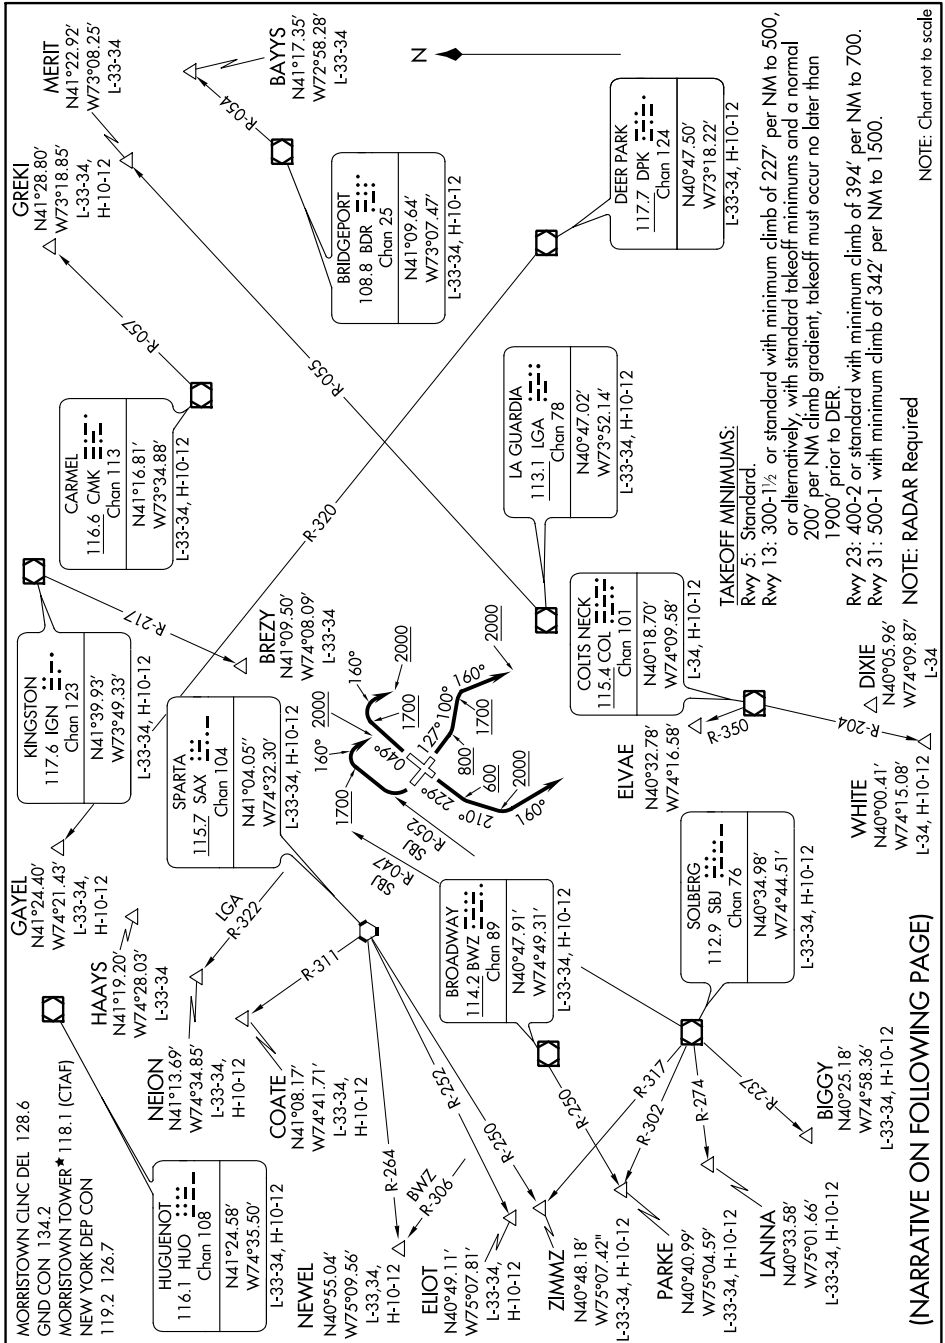 MORRISTOWN CLNC DEL 128.6
GND CON 134.2
MORRISTOWN TOWER★ 118.1 (CTAF)
NEW YORK DEP CON
119.2 126.7
HUGUENOT
116.1 HUO
Chan 108
N41°24.58'
W74°35.50'
L-33-34, H-10-12
HAAYS
N41°19.20'
W74°28.03'
L-33-34
GAYEL
N41°24.40'
W74°21.43'
L-33-34,
H-10-12
KINGSTON
117.6 IGN
Chan 123
N41°39.93'
W73°49.33'
L-33-34, H-10-12
R-217
CARMEL
116.6 CMK
Chan 113
N41°16.81'
W73°34.88'
L-33-34, H-10-12
R-057
GREKI
N41°28.80'
W73°18.85'
L-33-34,
H-10-12
MERIT
N41°22.92'
W73°08.25'
L-33-34
BAYYS
N41°17.35'
W72°58.28'
L-33-34
R-054
BRIDGEPORT
108.8 BDR
Chan 25
N41°09.64'
W73°07.47'
L-33-34, H-10-12
N
NEION
N41°13.69'
W74°34.85'
L-33-34,
H-10-12
LGA
R-322
COATE
N41°08.17'
W74°41.71'
L-33-34,
H-10-12
R-311
SPARTA
115.7 SAX
Chan 104
N41°04.05''
W74°32.30'
L-33-34, H-10-12
BREZY
N41°09.50'
W74°08.09'
L-33-34
R-320
R-055
DEER PARK
117.7 DPK
Chan 124
N40°47.50'
W73°18.22'
L-33-34, H-10-12
NEWEL
N40°55.04'
W75°09.56'
L-33,34,
H-10-12
R-264
BWZ
R-306
R-252
R-250
ELIOT
N40°49.11'
W75°07.81'
L-33-34,
H-10-12
ZIMMZ
N40°48.18'
W75°07.42"
L-33-34, H-10-12
BROADWAY
114.2 BWZ
Chan 89
N40°47.91'
W74°49.31'
L-33-34, H-10-12
R-250
SBJ
R-047
SBJ
R-052
1700
160°
2000
049°
160°
2000
1700
127°
100°
800
1700
160°
2000
229°
210°
600
2000
160°
LA GUARDIA
113.1 LGA
Chan 78
N40°47.02'
W73°52.14'
L-33-34, H-10-12
PARKE
N40°40.99'
W75°04.59'
L-33-34, H-10-12
R-317
R-302
R-274
R-237
SOLBERG
112.9 SBJ
Chan 76
N40°34.98'
W74°44.51'
L-33-34, H-10-12
LANNA
N40°33.58'
W75°01.66'
L-33-34, H-10-12
BIGGY
N40°25.18'
W74°58.36'
L-33-34, H-10-12
ELVAE
N40°32.78'
W74°16.58'
R-350
COLTS NECK
115.4 COL
Chan 101
N40°18.70'
W74°09.58'
L-34, H-10-12
R-204
WHITE
N40°00.41'
W74°15.08'
L-34, H-10-12
DIXIE
N40°05.96'
W74°09.87'
L-34
TAKEOFF MINIMUMS:
Rwy 5: Standard.
Rwy 13: 300-1½ or standard with minimum climb of 227' per NM to 500,
or alternatively, with standard takeoff minimums and a normal
200' per NM climb gradient, takeoff must occur no later than
1900' prior to DER.
Rwy 23: 400-2 or standard with minimum climb of 394' per NM to 700.
Rwy 31: 500-1 with minimum climb of 342' per NM to 1500.
NOTE: RADAR Required
NOTE: Chart not to scale
(NARRATIVE ON FOLLOWING PAGE)